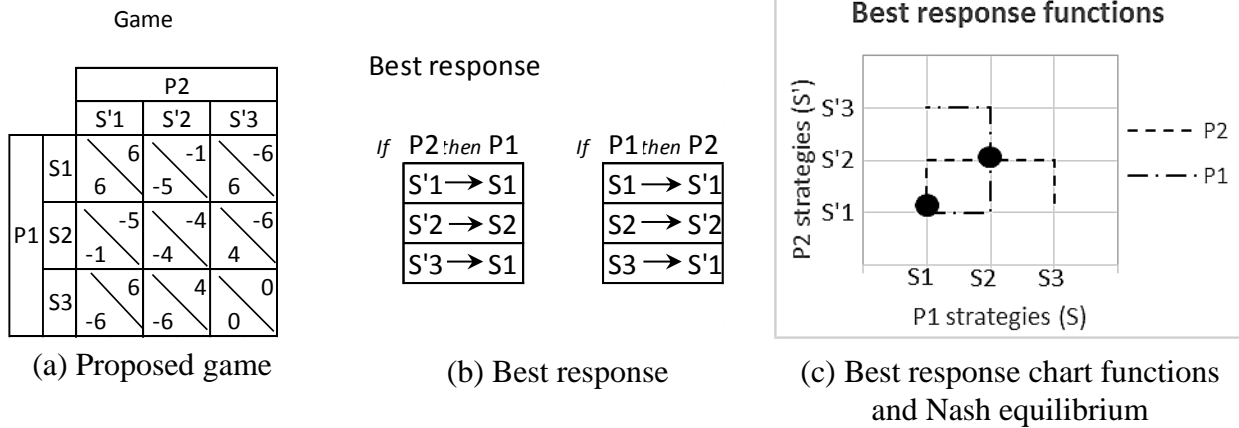 Game
P2
S'1 S'2 S'3
P1
S1 6 6 -1 -5 -6 6
S2 -5 -1 -4 -4 -6 4
S3 6 -6 4 -6 0 0
(a) Proposed game
Best response
If P2 then P1
S'1 → S1
S'2 → S2
S'3 → S1
If P1 then P2
S1 → S'1
S2 → S'2
S3 → S'1
(b) Best response
Best response functions
P2 strategies (S')
S'3
S'2
S'1
S1 S2 S3
P1 strategies (S)
P2
P1
(c) Best response chart functions
and Nash equilibrium